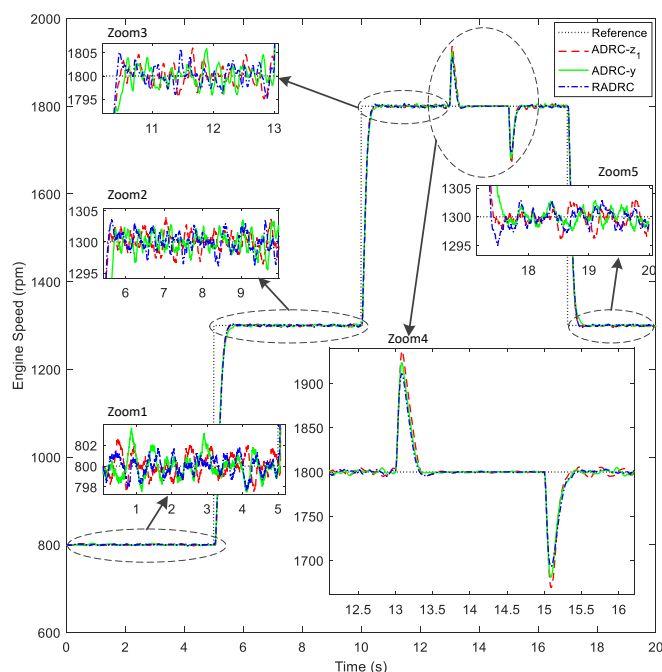 Engine Speed (rpm)
2000
1800
1600
1400
1200
1000
800
600
0 2 4 6 8 10 12 14 16 18 20
Time (s)
Reference
ADRC-z1
ADRC-y
RADRC
Zoom3
1805
1800
1795
11 12 13
Zoom2
1305
1300
1295
6 7 8 9
Zoom5
1303
1300
1295
18 19 20
Zoom4
1900
1800
1700
12.5 13 13.5 14 14.5 15 15.5 16
Zoom1
802
800
798
1 2 3 4 5